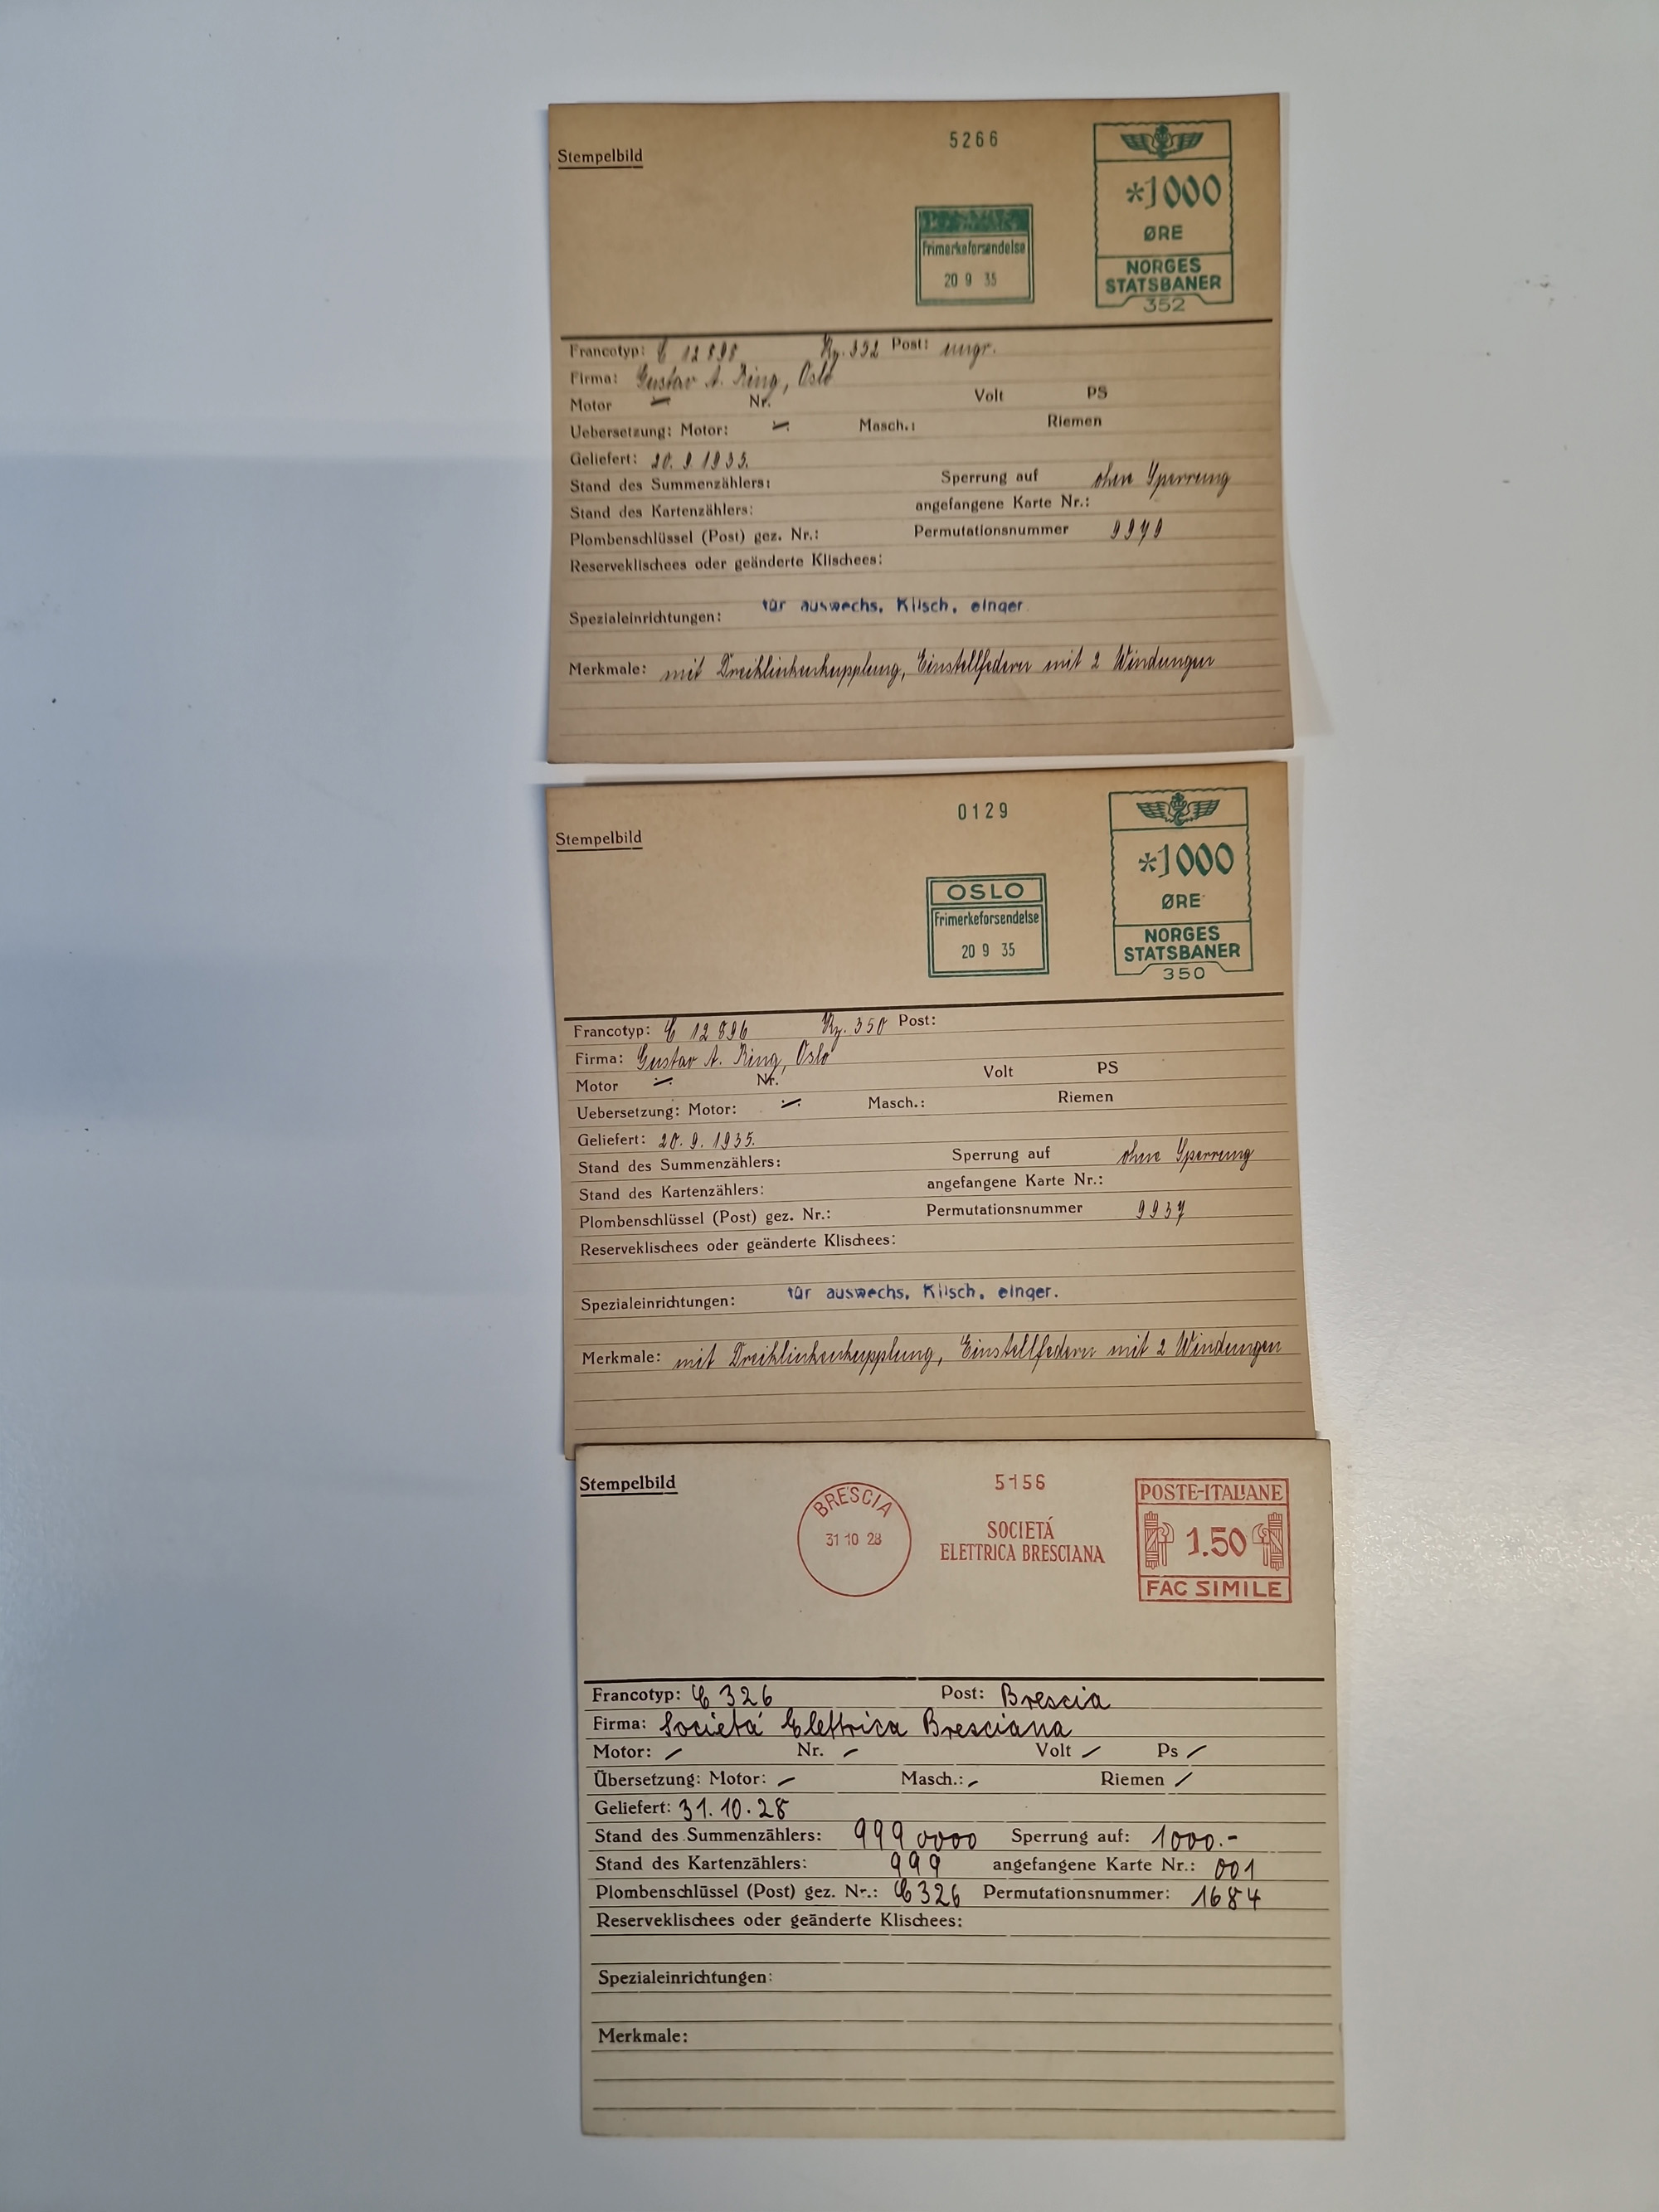 Stempelbild
5266
*1000
ØRE
NORGES
STATSBANER
352
Frimerkeforsendelse
20 9 35
Francotyp: C 12898 Kz. 352 Post: ungr.
Firma: Gustav A. Ring, Oslo
Motor Nr. Volt PS
Uebersetzung: Motor: Masch.: Riemen
Geliefert: 20. 9. 1935.
Stand des Summenzählers: Sperrung auf ohne Sperrung
Stand des Kartenzählers: angefangene Karte Nr.:
Plombenschlüssel (Post) gez. Nr.: Permutationsnummer
Reserveklischees oder geänderte Klischees:
Spezialeinrichtungen: für auswechs. Klisch. einger.
Merkmale: mit Dreiklinkenkupplung, Einstellfedern mit 2 Windungen
Stempelbild
0129
*1000
ØRE
NORGES
STATSBANER
350
OSLO
Frimerkeforsendelse
20 9 35
Francotyp: C 12896 Kz. 350 Post:
Firma: Gustav A. Ring, Oslo
Motor Nr. Volt PS
Uebersetzung: Motor: Masch.: Riemen
Geliefert: 20. 9. 1935.
Stand des Summenzählers: Sperrung auf ohne Sperrung
Stand des Kartenzählers: angefangene Karte Nr.:
Plombenschlüssel (Post) gez. Nr.: Permutationsnummer 9937
Reserveklischees oder geänderte Klischees:
Spezialeinrichtungen: für auswechs. Klisch. einger.
Merkmale: mit Dreiklinkenkupplung, Einstellfedern mit 2 Windungen
Stempelbild
BRESCIA
31 10 28
5156
SOCIETÁ
ELETTRICA BRESCIANA
POSTE-ITALIANE
1.50
FAC SIMILE
Francotyp: C 326 Post: Brescia
Firma: Societá Elettrica Bresciana
Motor: Nr. Volt Ps
Übersetzung: Motor: Masch.: Riemen
Geliefert: 31.10.28
Stand des Summenzählers: 9990000 Sperrung auf: 1000.-
Stand des Kartenzählers: 999 angefangene Karte Nr.: 001
Plombenschlüssel (Post) gez. Nr.: C 326 Permutationsnummer: 1684
Reserveklischees oder geänderte Klischees:
Spezialeinrichtungen:
Merkmale: